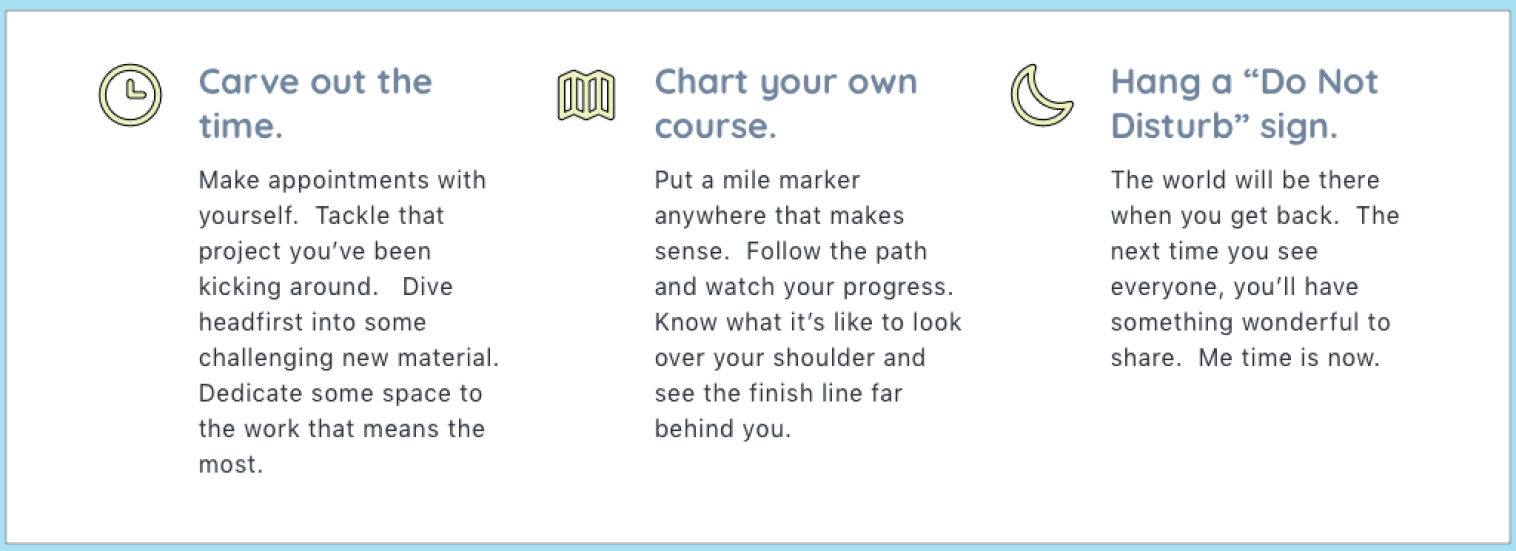 Carve out the
time.
Make appointments with
yourself.  Tackle that
project you’ve been
kicking around.   Dive
headfirst into some
challenging new material.
Dedicate some space to
the work that means the
most.
Chart your own
course.
Put a mile marker
anywhere that makes
sense.  Follow the path
and watch your progress.
Know what it’s like to look
over your shoulder and
see the finish line far
behind you.
Hang a “Do Not
Disturb” sign.
The world will be there
when you get back.  The
next time you see
everyone, you’ll have
something wonderful to
share.  Me time is now.